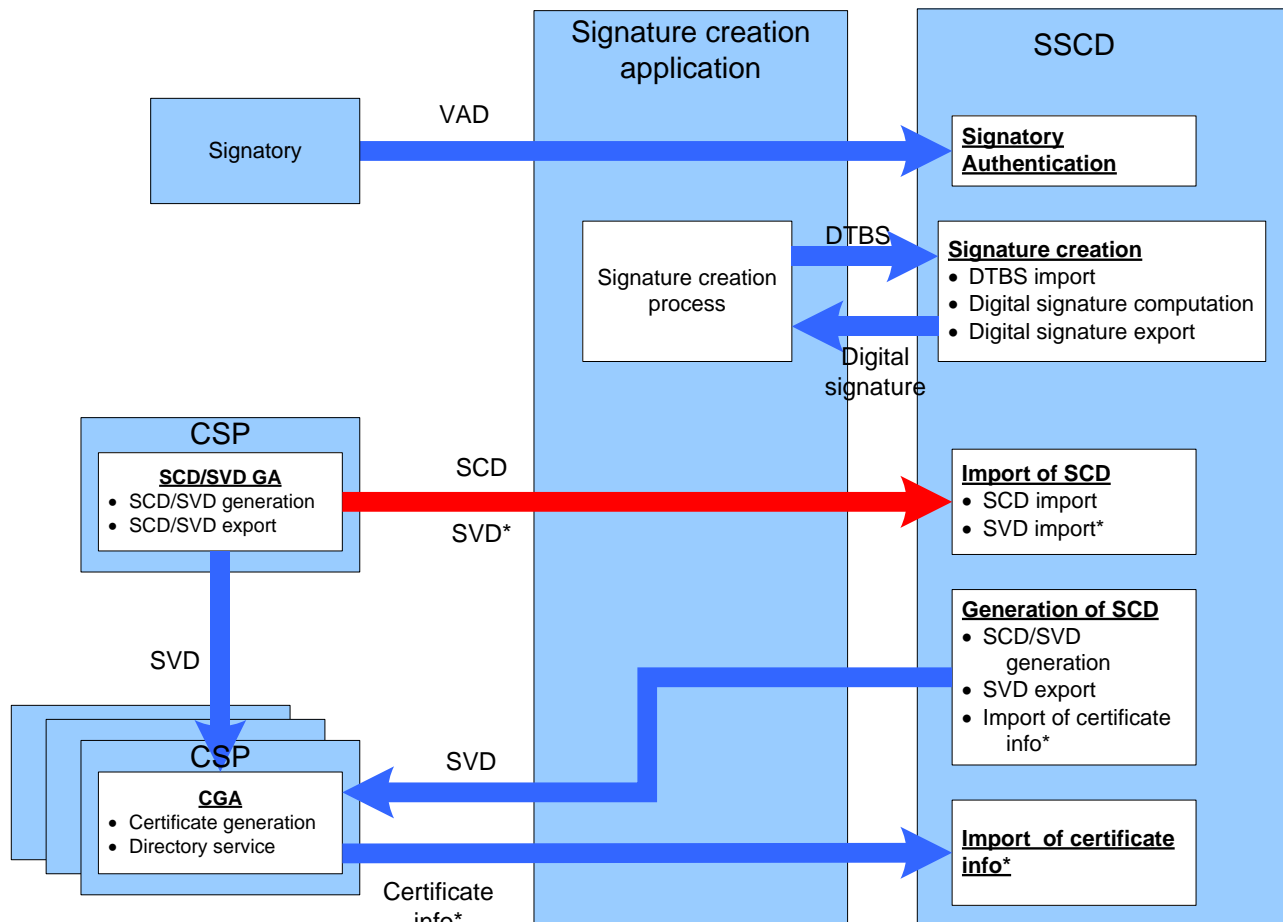 Signature creation
application
SSCD
VAD
Signatory
Signatory
Authentication
DTBS
Signature creation
process
Signature creation
• DTBS import
• Digital signature computation
• Digital signature export
Digital
signature
CSP
SCD/SVD GA
• SCD/SVD generation
• SCD/SVD export
SCD
SVD*
Import of SCD
• SCD import
• SVD import*
SVD
Generation of SCD
• SCD/SVD
generation
• SVD export
• Import of certificate
info*
CSP
CGA
• Certificate generation
• Directory service
SVD
Import of certificate
info*
Certificate
info*